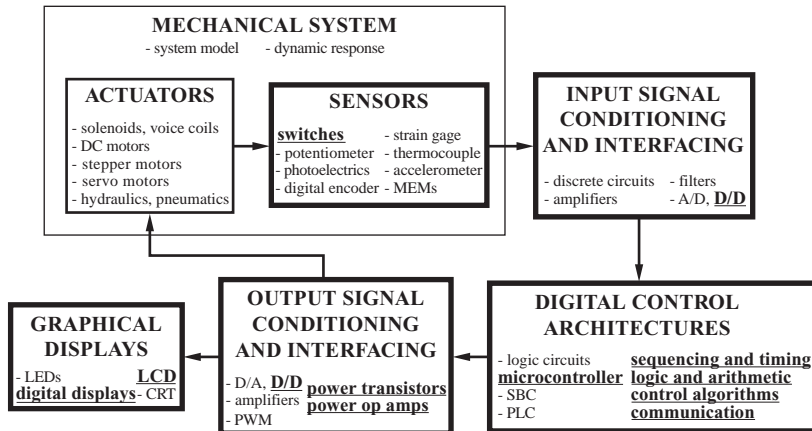 MECHANICAL SYSTEM
- system model - dynamic response
ACTUATORS
- solenoids, voice coils
- DC motors
- stepper motors
- servo motors
- hydraulics, pneumatics
SENSORS
switches - strain gage
- potentiometer - thermocouple
- photoelectrics - accelerometer
- digital encoder - MEMs
INPUT SIGNAL
CONDITIONING
AND INTERFACING
- discrete circuits - filters
- amplifiers - A/D, D/D
GRAPHICAL
DISPLAYS
- LEDs LCD
digital displays - CRT
OUTPUT SIGNAL
CONDITIONING
AND INTERFACING
- D/A, D/D power transistors
- amplifiers power op amps
- PWM
DIGITAL CONTROL
ARCHITECTURES
- logic circuits sequencing and timing
microcontroller logic and arithmetic
- SBC control algorithms
- PLC communication